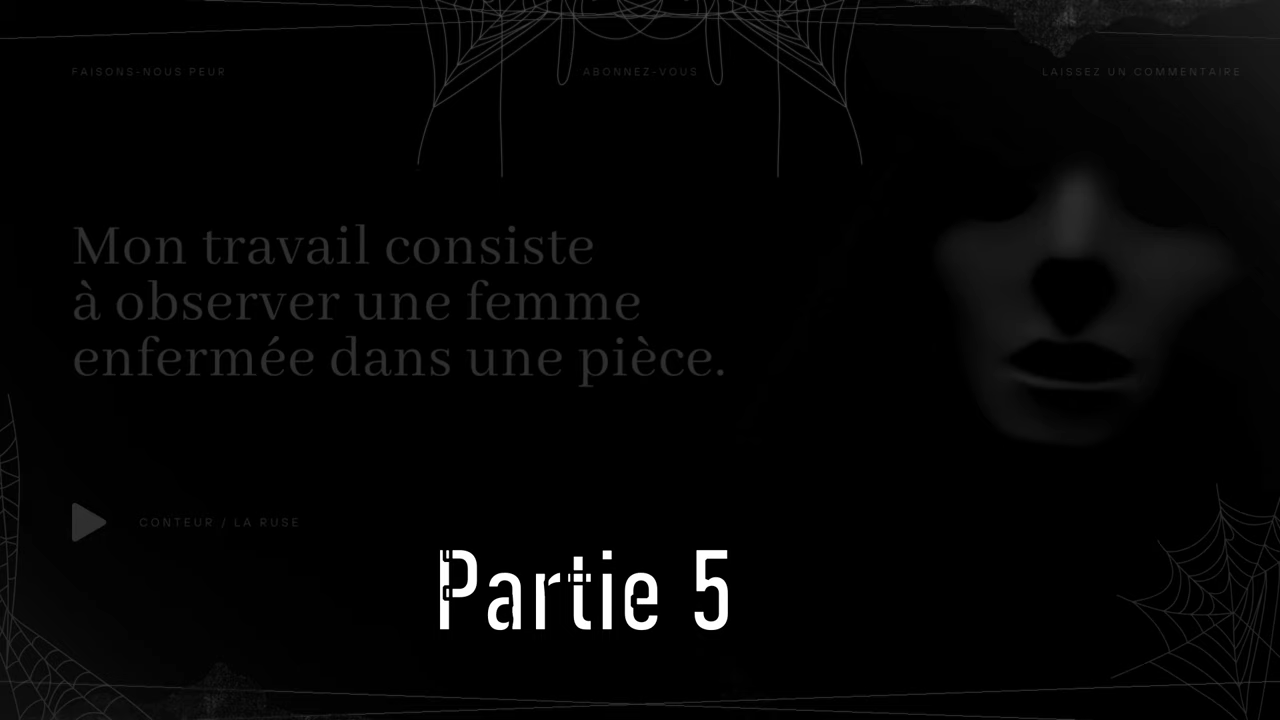 FAISONS-NOUS PEUR
ABONNEZ-VOUS
LAISSEZ UN COMMENTAIRE
Mon travail consiste
à observer une femme
enfermée dans une pièce.
CONTEUR / LA RUSE
Partie 5